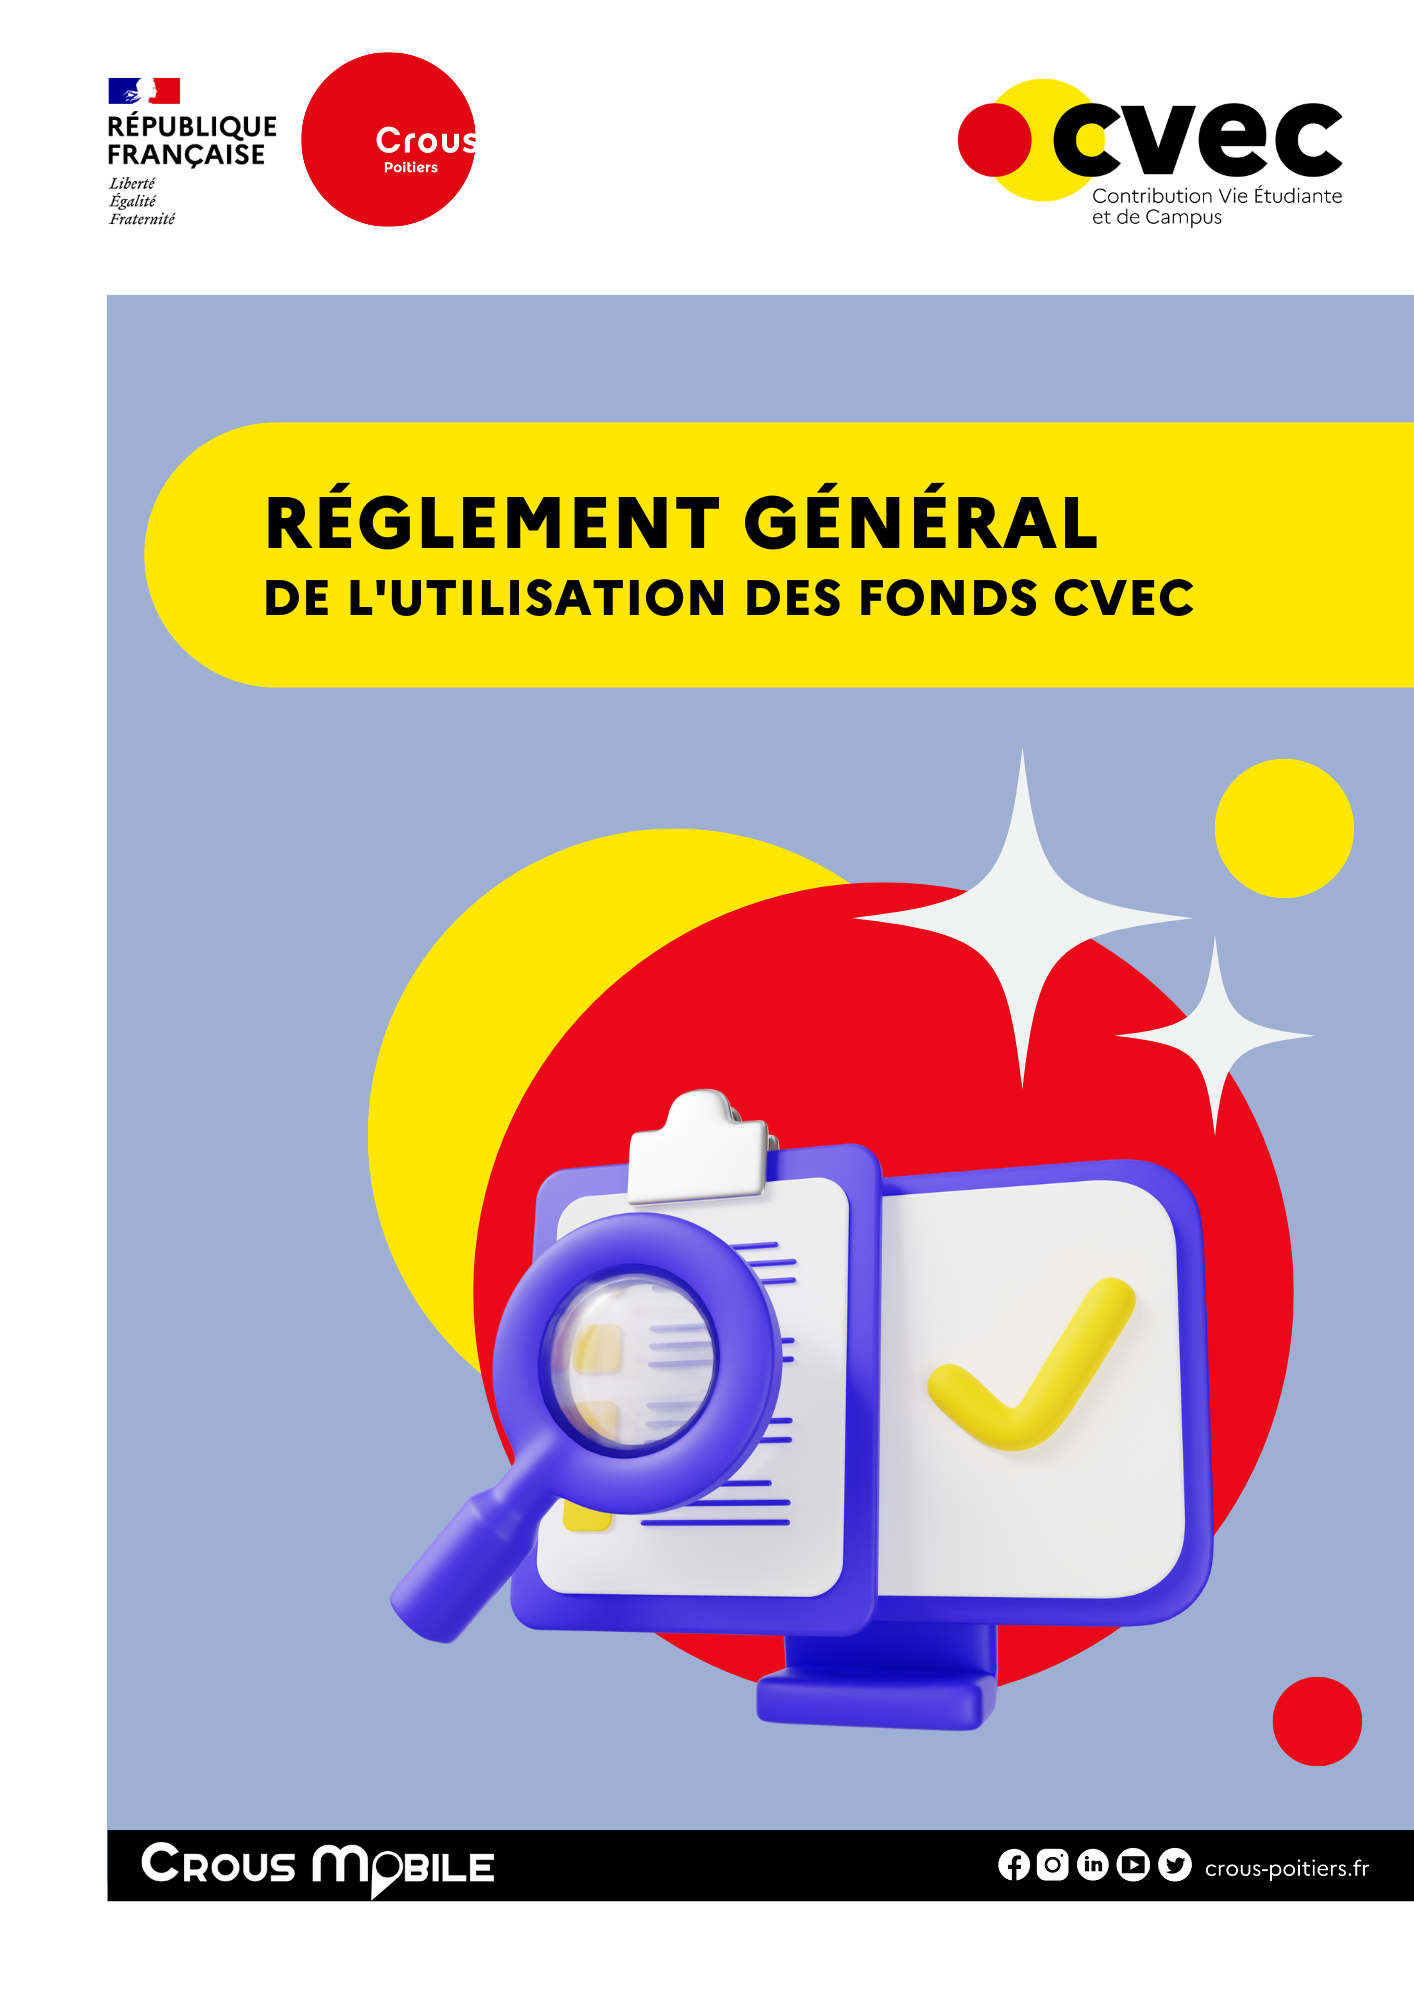 RÉPUBLIQUE
FRANÇAISE
Liberté
Égalité
Fraternité
Crous
Poitiers
cvec
Contribution Vie Étudiante
et de Campus
RÉGLEMENT GÉNÉRAL
DE L'UTILISATION DES FONDS CVEC
CROUS MOBILE
crous-poitiers.fr